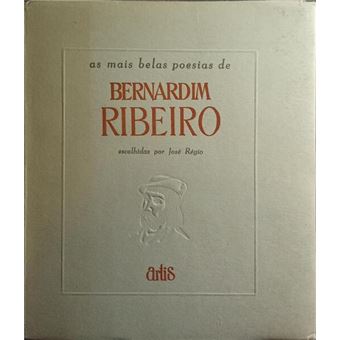 as mais belas poesias de
BERNARDIM
RIBEIRO
escolhidas por José Régio
artis